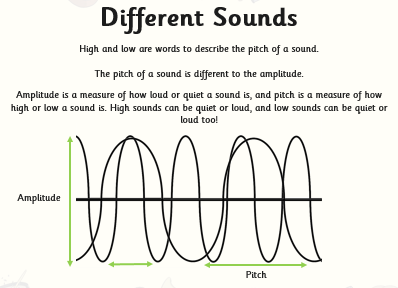 Different Sounds
High and low are words to describe the pitch of a sound.
The pitch of a sound is different to the amplitude.
Amplitude is a measure of how loud or quiet a sound is, and pitch is a measure of how
high or low a sound is. High sounds can be quiet or loud, and low sounds can be quiet or
loud too!
Amplitude
Pitch